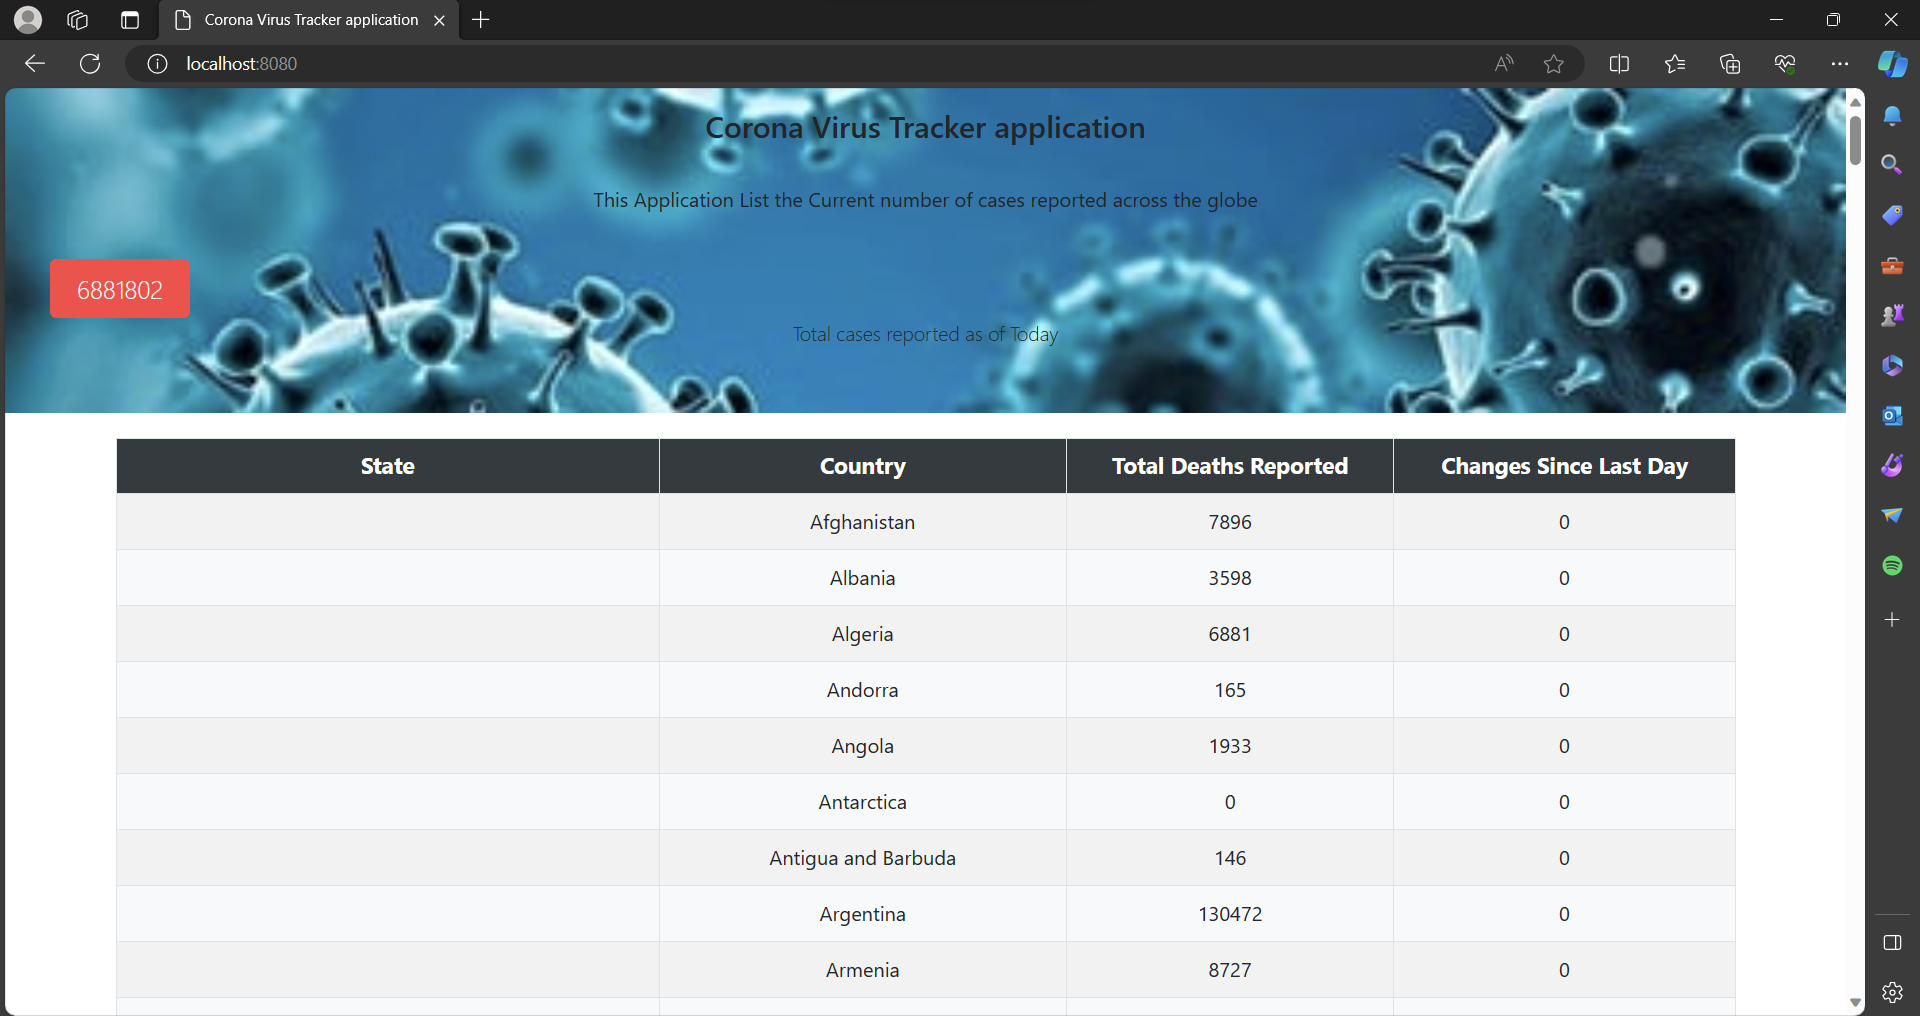 Corona Virus Tracker application
localhost:8080
Corona Virus Tracker application
This Application List the Current number of cases reported across the globe
6881802
Total cases reported as of Today
State Country Total Deaths Reported Changes Since Last Day
Afghanistan 7896 0
Albania 3598 0
Algeria 6881 0
Andorra 165 0
Angola 1933 0
Antarctica 0 0
Antigua and Barbuda 146 0
Argentina 130472 0
Armenia 8727 0